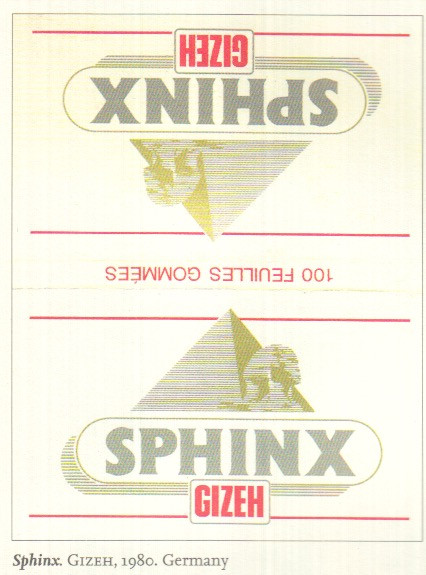 GIZEH
SPHINX
100 FEUILLES GOMMÉES
SPHINX
GIZEH
Sphinx. GIZEH, 1980. Germany